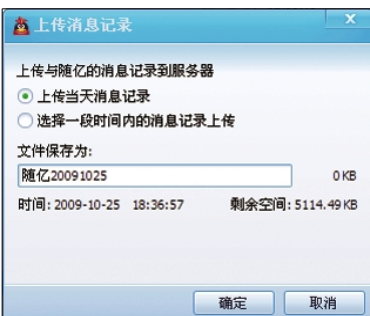 上传消息记录
上传与随亿的消息记录到服务器
上传当天消息记录
选择一段时间内的消息记录上传
文件保存为:
随亿20091025 0 KB
时间: 2009-10-25 18:36:57 剩余空间: 5114.49 KB
确定 取消